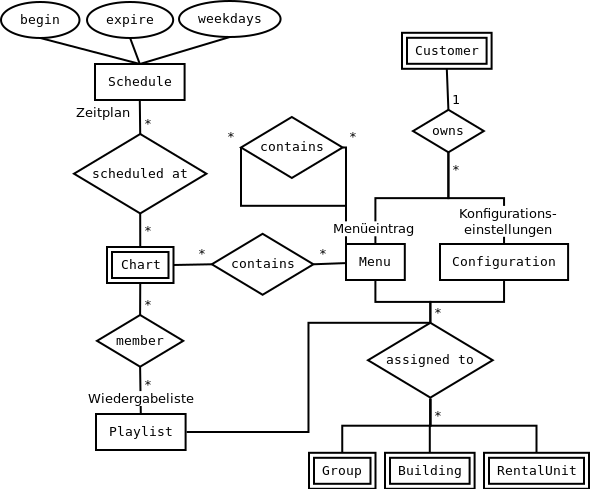 begin
expire
weekdays
Customer
Schedule
Zeitplan
*
1
owns
*
contains
*
*
scheduled at
*
Menüeintrag
Konfigurations-
einstellungen
*
Chart
*
contains
*
Menu
Configuration
*
member
*
*
assigned to
Wiedergabeliste
Playlist
*
Group
Building
RentalUnit